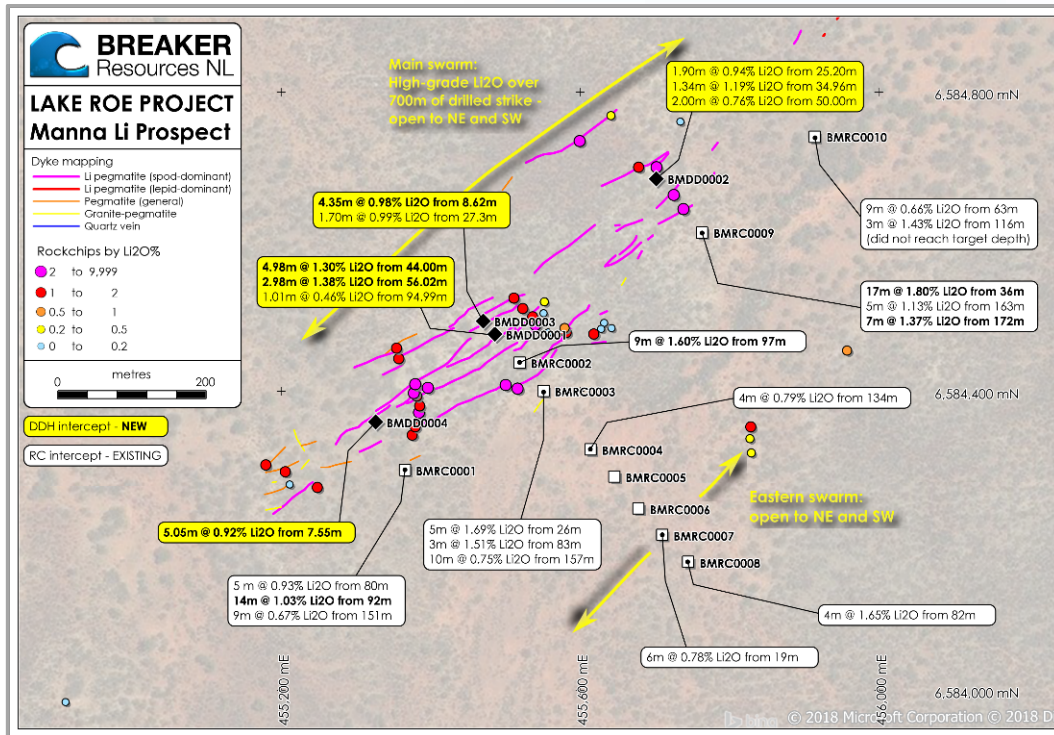 BREAKER
Resources NL
LAKE ROE PROJECT
Manna Li Prospect
Dyke mapping
Li pegmatite (spod-dominant)
Li pegmatite (lepid-dominant)
Pegmatite (general)
Granite-pegmatite
Quartz vein
Rockchips by Li2O%
2 to 9,999
1 to 2
0.5 to 1
0.2 to 0.5
0 to 0.2
metres
0 200
DDH intercept - NEW
RC intercept - EXISTING
Main swarm:
High-grade Li2O over
700m of drilled strike -
open to NE and SW
1.90m @ 0.94% Li2O from 25.20m
1.34m @ 1.19% Li2O from 34.96m
2.00m @ 0.76% Li2O from 50.00m
6,584,800 mN
BMRC0010
BMDD0002
4.35m @ 0.98% Li2O from 8.62m
1.70m @ 0.99% Li2O from 27.3m
9m @ 0.66% Li2O from 63m
3m @ 1.43% Li2O from 116m
(did not reach target depth)
BMRC0009
4.98m @ 1.30% Li2O from 44.00m
2.98m @ 1.38% Li2O from 56.02m
1.01m @ 0.46% Li2O from 94.99m
17m @ 1.80% Li2O from 36m
5m @ 1.13% Li2O from 163m
7m @ 1.37% Li2O from 172m
BMDD0003
BMDD0001
9m @ 1.60% Li2O from 97m
BMRC0002
BMRC0003
6,584,400 mN
4m @ 0.79% Li2O from 134m
BMDD0004
BMRC0004
BMRC0001
BMRC0005
Eastern swarm:
open to NE and SW
BMRC0006
5.05m @ 0.92% Li2O from 7.55m
5m @ 1.69% Li2O from 26m
3m @ 1.51% Li2O from 83m
10m @ 0.75% Li2O from 157m
BMRC0007
BMRC0008
5 m @ 0.93% Li2O from 80m
14m @ 1.03% Li2O from 92m
9m @ 0.67% Li2O from 151m
4m @ 1.65% Li2O from 82m
6m @ 0.78% Li2O from 19m
455,200 mE
455,600 mE
456,000 mE
6,584,000 mN
© 2018 Microsoft Corporation © 2018 D